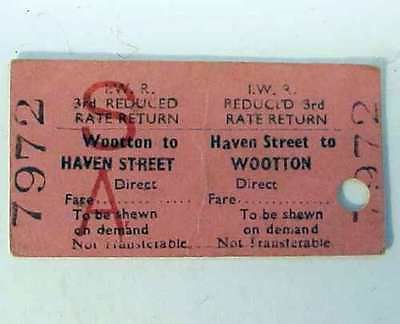 7972
S
A
I.W.R.
3rd REDUCED
RATE RETURN
Wootton to
HAVEN STREET
Direct
Fare..............
To be shewn
on demand
Not Transferable.
I.W.R.
REDUCED 3rd
RATE RETURN
Haven Street to
WOOTTON
Direct
Fare..............
To be shewn
on demand
Not Transferable
7972